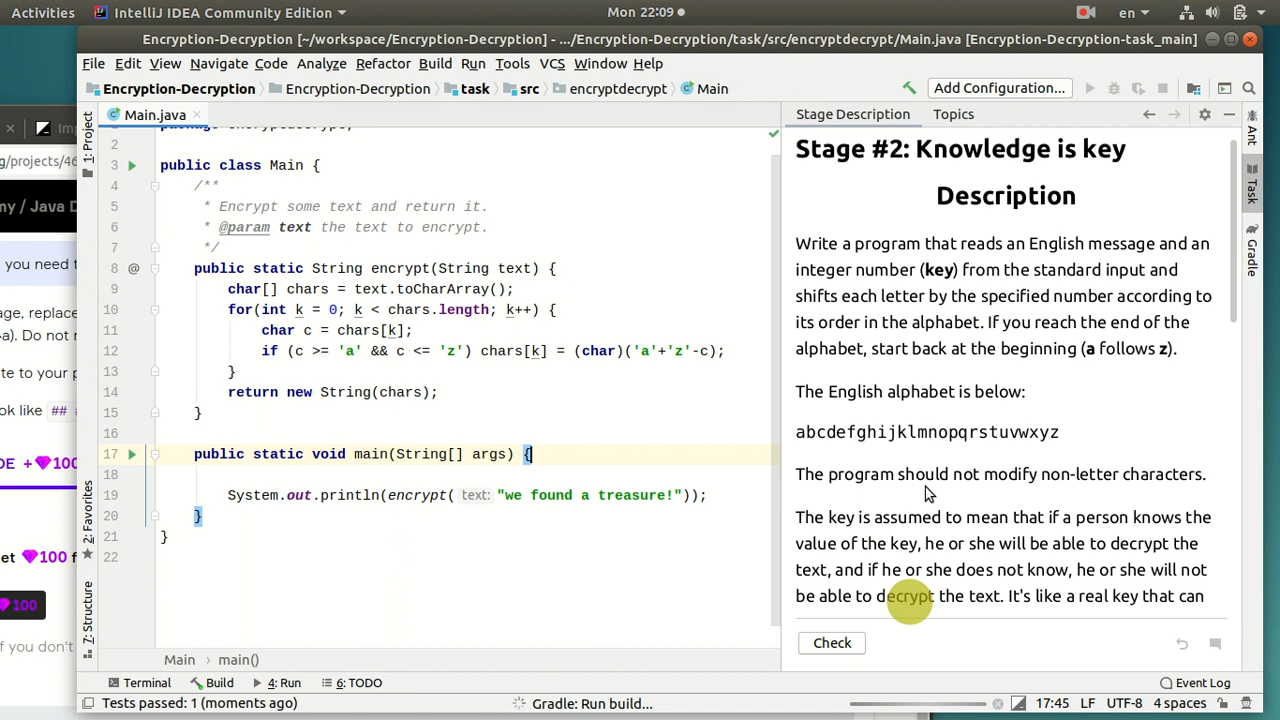 Activities IntelliJ IDEA Community Edition Mon 22:09 en
Encryption-Decryption [~/workspace/Encryption-Decryption] - .../Encryption-Decryption/task/src/encryptdecrypt/Main.java [Encryption-Decryption-task_main]
File Edit View Navigate Code Analyze Refactor Build Run Tools VCS Window Help
Encryption-Decryption Encryption-Decryption task src encryptdecrypt Main Add Configuration...
Main.java
Stage Description Topics
1: Project
2: Favorites
7: Structure
Ant
Task
Gradle
2
3 public class Main {
4 /**
5 * Encrypt some text and return it.
6 * @param text the text to encrypt.
7 */
8 @ public static String encrypt(String text) {
9 char[] chars = text.toCharArray();
10 for(int k = 0; k < chars.length; k++) {
11 char c = chars[k];
12 if (c >= 'a' && c <= 'z') chars[k] = (char)('a'+'z'-c);
13 }
14 return new String(chars);
15 }
16
17 public static void main(String[] args) {
18
19 System.out.println(encrypt( text: "we found a treasure!"));
20 }
21 }
22
Main › main()
Stage #2: Knowledge is key
Description
Write a program that reads an English message and an
integer number (key) from the standard input and
shifts each letter by the specified number according to
its order in the alphabet. If you reach the end of the
alphabet, start back at the beginning (a follows z).
The English alphabet is below:
abcdefghijklmnopqrstuvwxyz
The program should not modify non-letter characters.
The key is assumed to mean that if a person knows the
value of the key, he or she will be able to decrypt the
text, and if he or she does not know, he or she will not
be able to decrypt the text. It's like a real key that can
Check
Terminal Build 4: Run 6: TODO Event Log
Tests passed: 1 (moments ago) Gradle: Run build... 17:45 LF UTF-8 4 spaces
g/projects/46
my / Java D
you need t
age, replace
a). Do not
te to your p
ok like ##
DE +100
et 100 f
100
f you don't